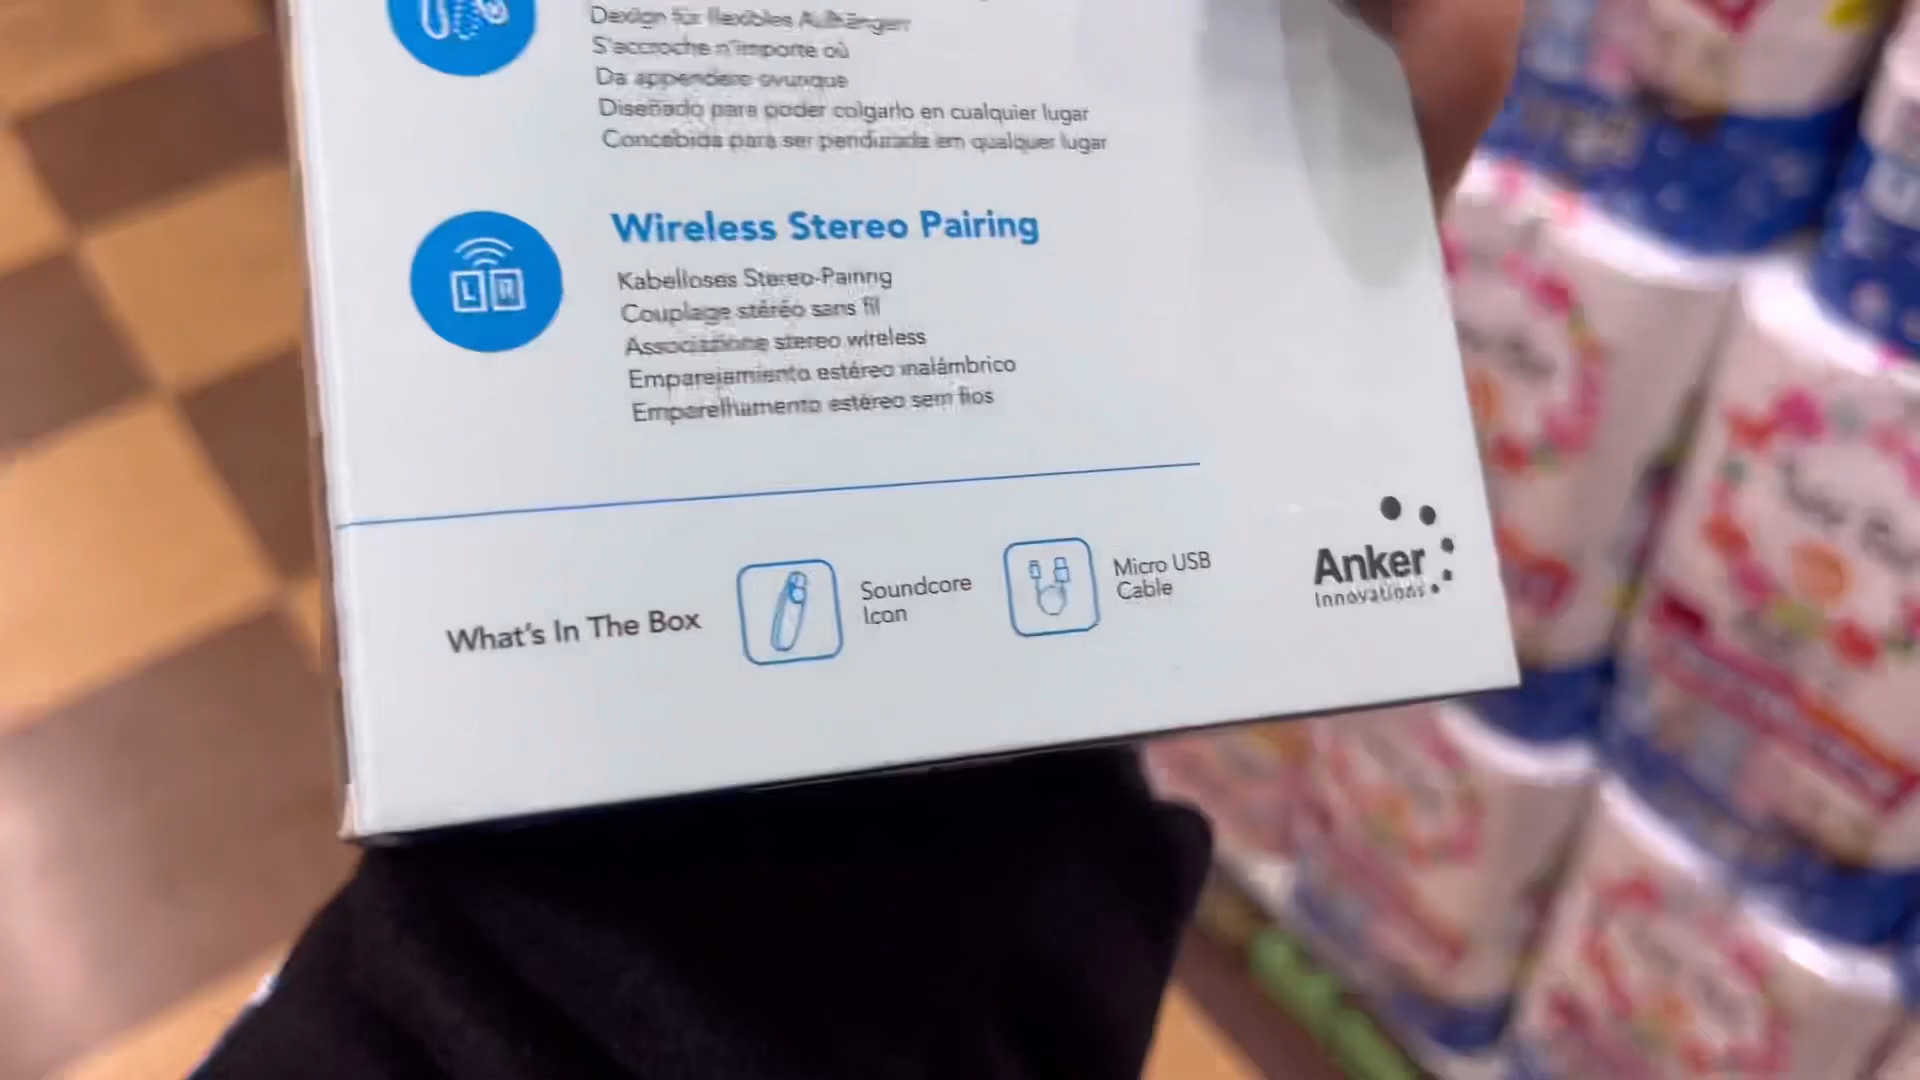 Design für flexibles Aufhängen
S'accroche n'importe où
Da appendere ovunque
Diseñado para poder colgarlo en cualquier lugar
Concebida para ser pendurada em qualquer lugar
Wireless Stereo Pairing
L R
Kabelloses Stereo-Pairing
Couplage stéréo sans fil
Associazione stereo wireless
Emparejamiento estéreo inalámbrico
Emparelhamento estéreo sem fios
What's In The Box
Soundcore
Icon
Micro USB
Cable
Anker
Innovations